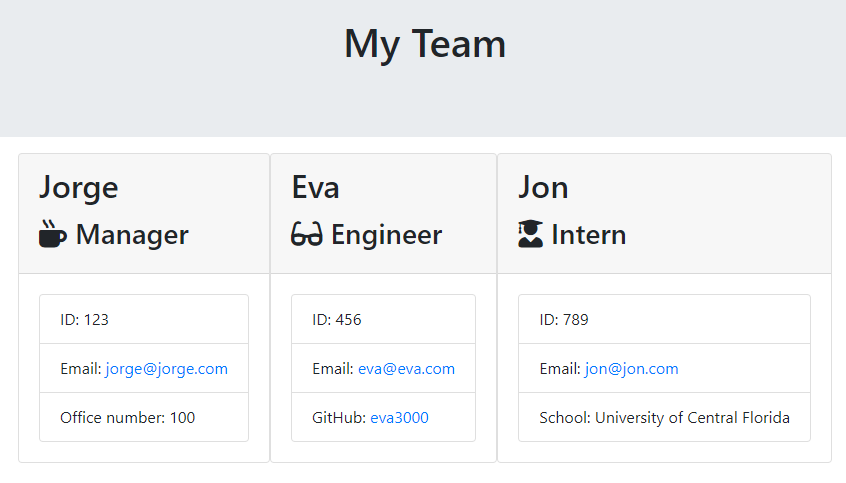 My Team
Jorge
Manager
ID: 123
Email: jorge@jorge.com
Office number: 100
Eva
Engineer
ID: 456
Email: eva@eva.com
GitHub: eva3000
Jon
Intern
ID: 789
Email: jon@jon.com
School: University of Central Florida